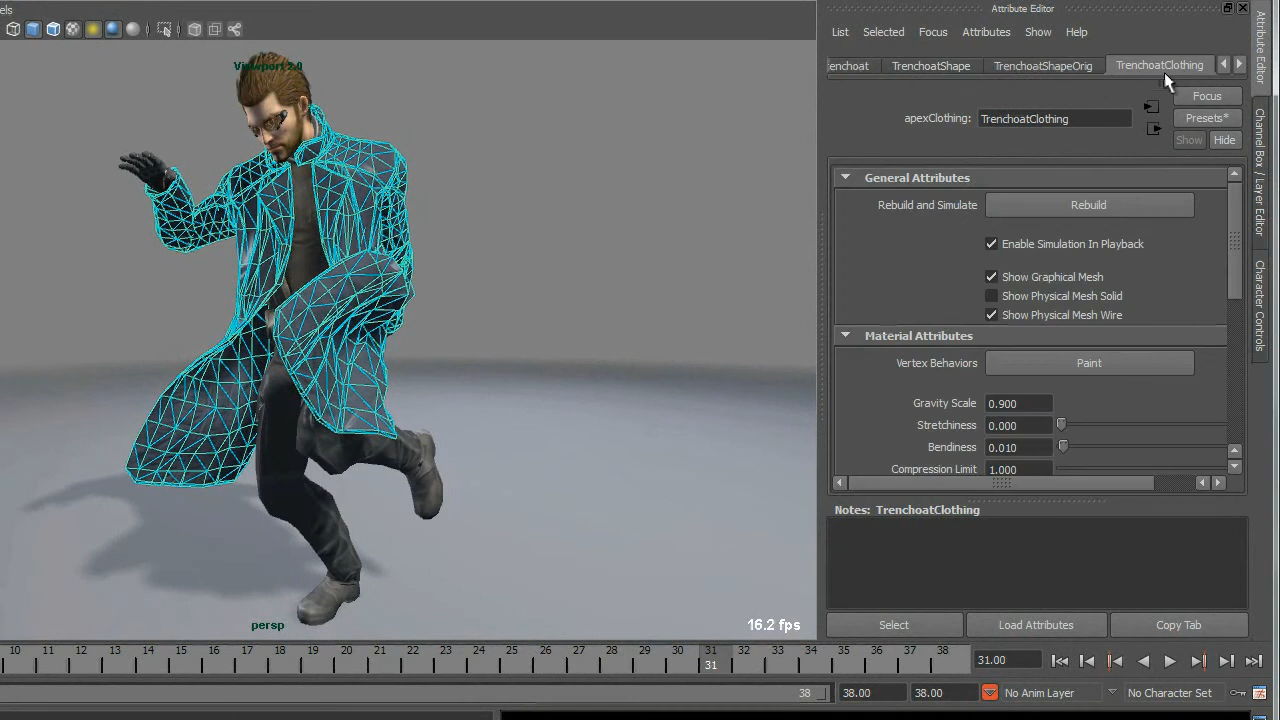 els
Attribute Editor
List Selected Focus Attributes Show Help
Viewport 2.0
tenchoat TrenchoatShape TrenchoatShapeOrig TrenchoatClothing
Focus
apexClothing: TrenchoatClothing
Presets*
Show Hide
General Attributes
Rebuild and Simulate Rebuild
Enable Simulation In Playback
Show Graphical Mesh
Show Physical Mesh Solid
Show Physical Mesh Wire
Material Attributes
Vertex Behaviors Paint
Gravity Scale 0.900
Stretchiness 0.000
Bendiness 0.010
Compression Limit 1.000
Notes: TrenchoatClothing
persp
16.2 fps
Select Load Attributes Copy Tab
10 11 12 13 14 15 16 17 18 19 20 21 22 23 24 25 26 27 28 29 30 31 32 33 34 35 36 37 38
31
31.00
38
38.00 38.00 No Anim Layer No Character Set
Attribute Editor
Channel Box / Layer Editor
Character Controls